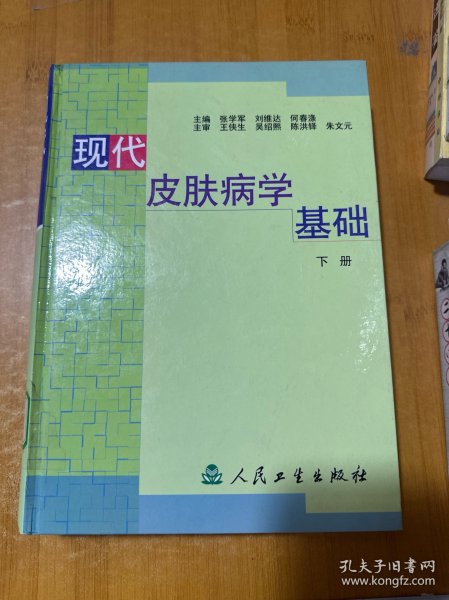 主编 张学军 刘维达 何春涤
主审 王侠生 吴绍熙 陈洪铎 朱文元
现代
皮肤病学
基础
下册
人民卫生出版社
孔夫子旧书网
www.kongfz.com